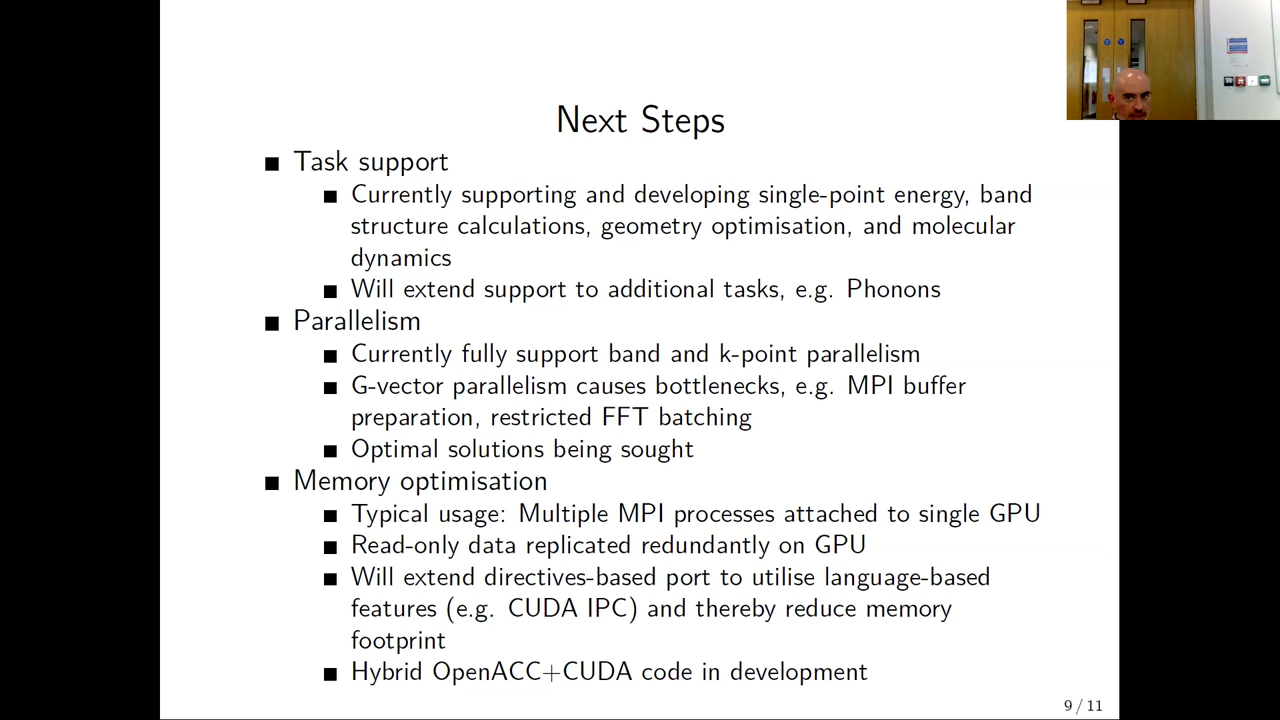 Next Steps
■ Task support
■ Currently supporting and developing single-point energy, band
structure calculations, geometry optimisation, and molecular
dynamics
■ Will extend support to additional tasks, e.g. Phonons
■ Parallelism
■ Currently fully support band and k-point parallelism
■ G-vector parallelism causes bottlenecks, e.g. MPI buffer
preparation, restricted FFT batching
■ Optimal solutions being sought
■ Memory optimisation
■ Typical usage: Multiple MPI processes attached to single GPU
■ Read-only data replicated redundantly on GPU
■ Will extend directives-based port to utilise language-based
features (e.g. CUDA IPC) and thereby reduce memory
footprint
■ Hybrid OpenACC+CUDA code in development
9 / 11